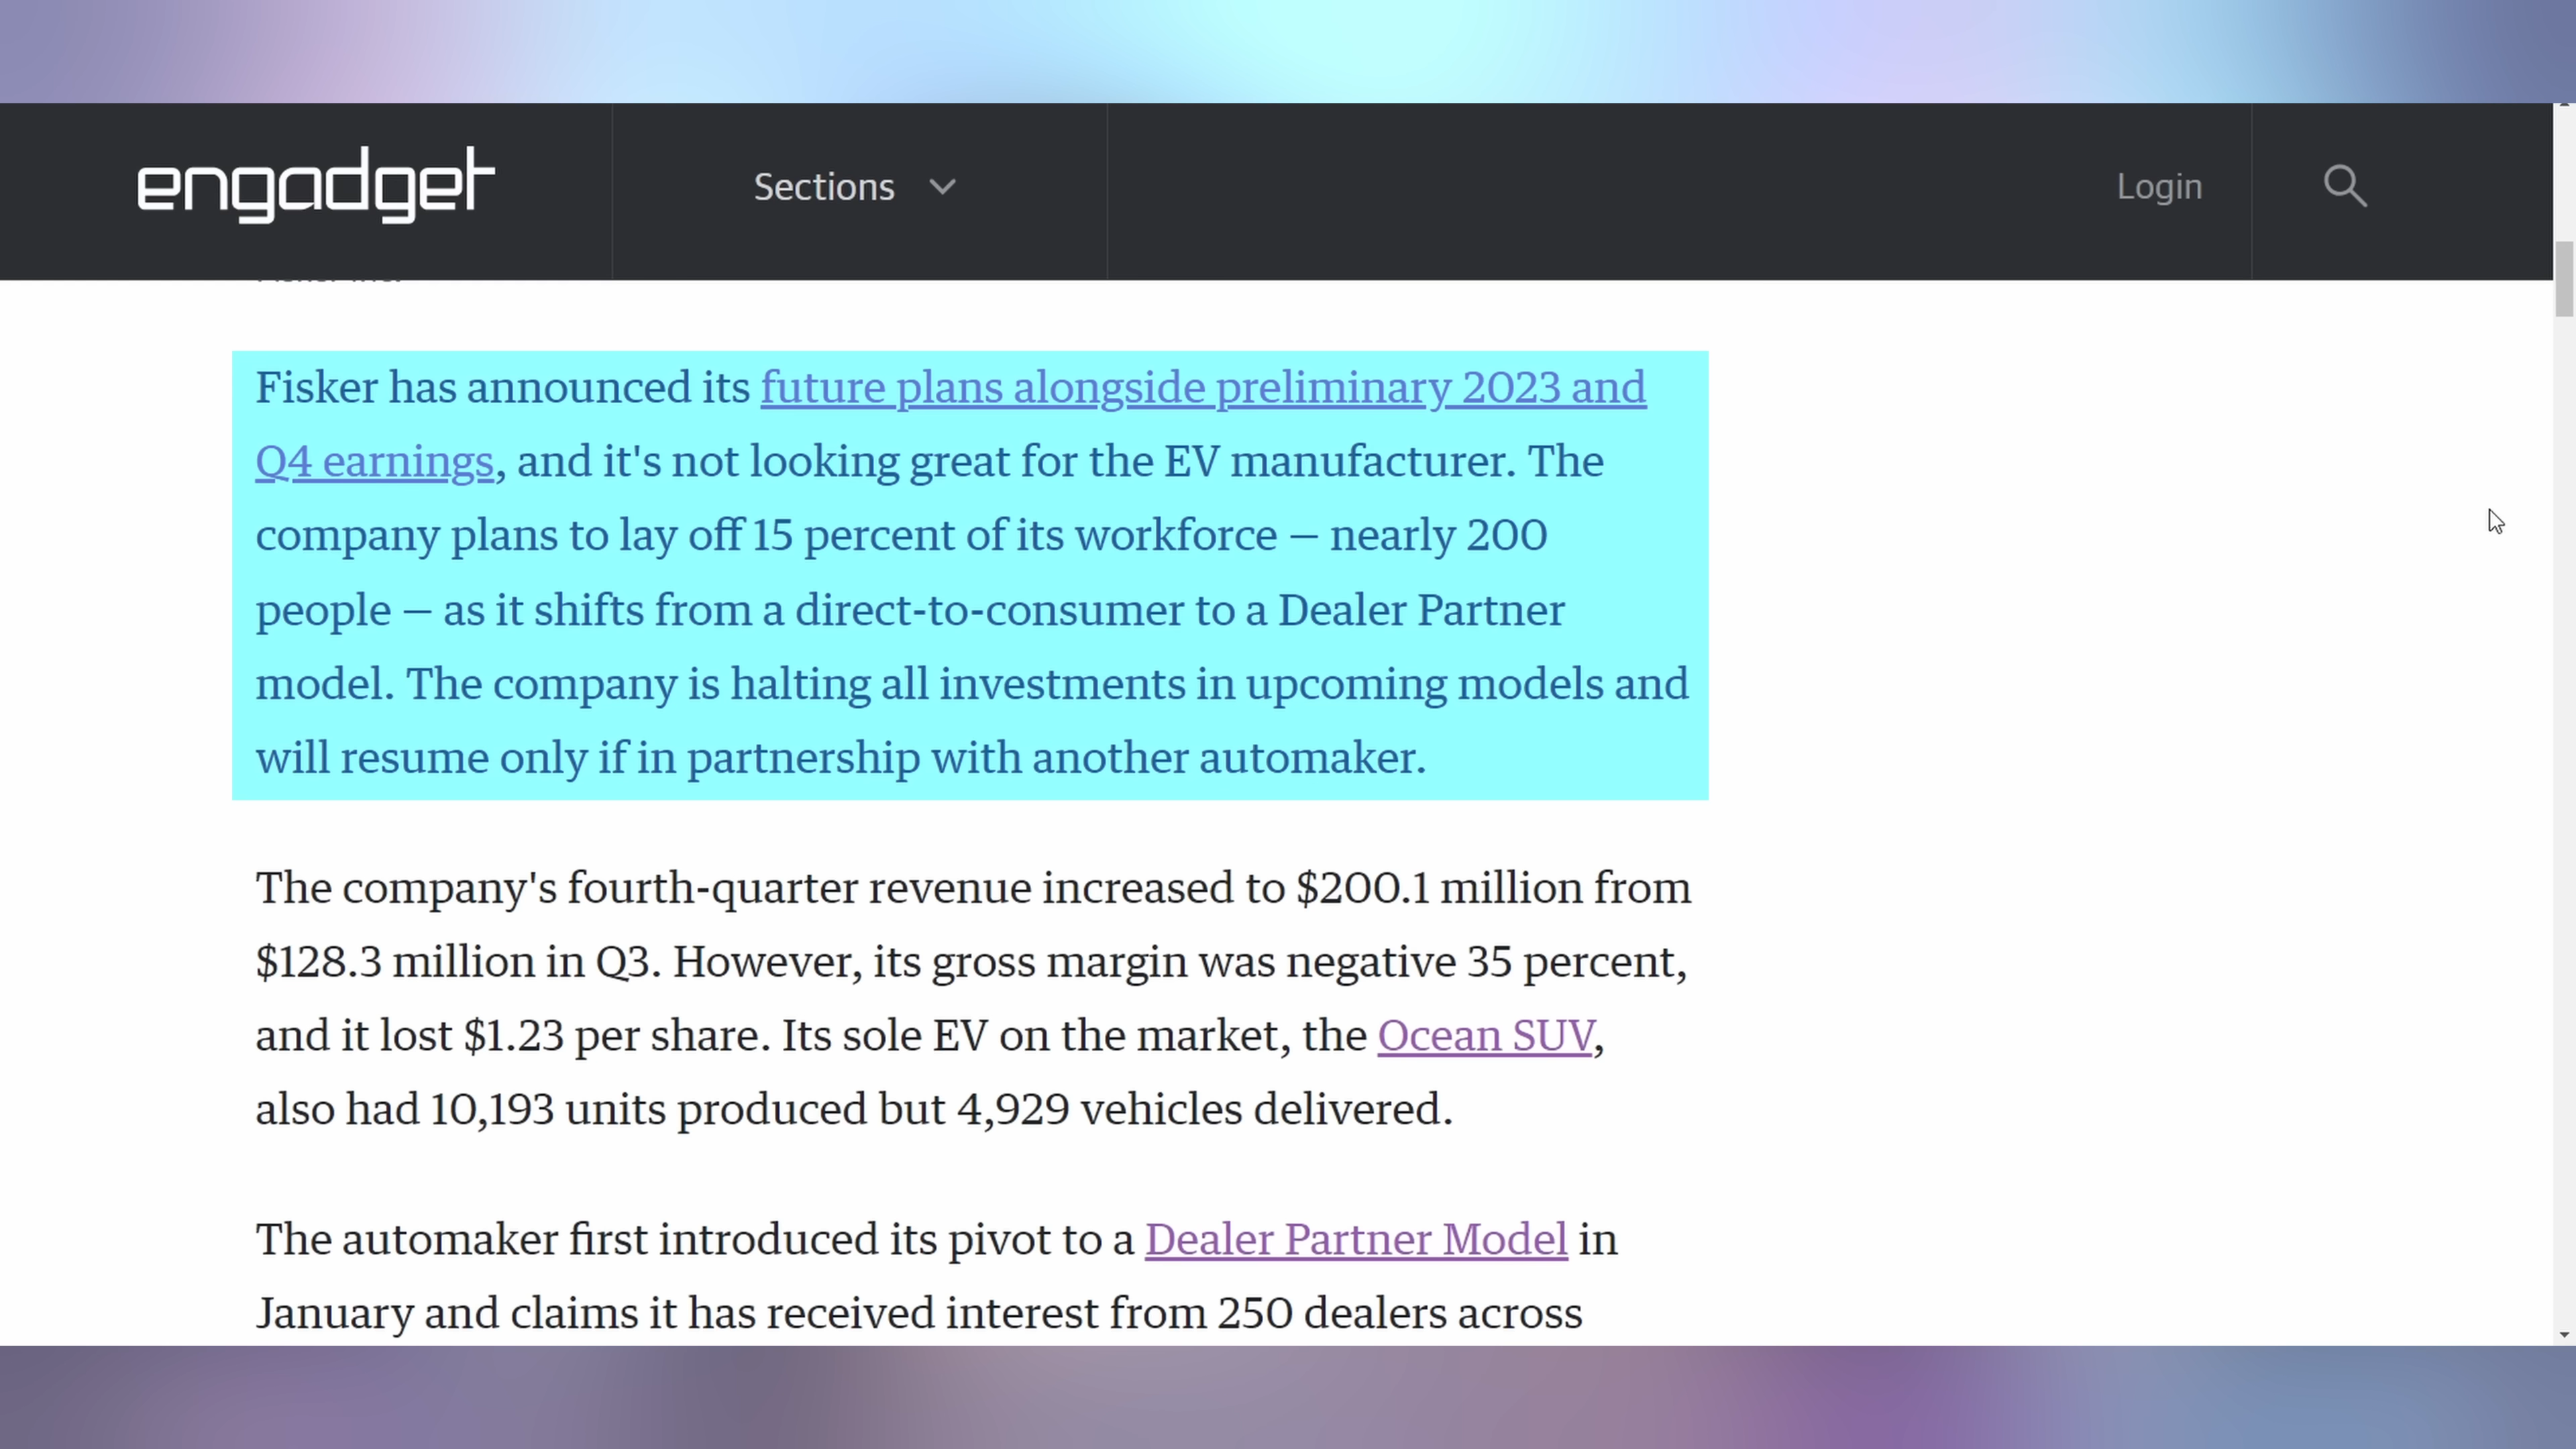 engadget
Sections
Login
Fisker has announced its future plans alongside preliminary 2023 and
Q4 earnings, and it's not looking great for the EV manufacturer. The
company plans to lay off 15 percent of its workforce — nearly 200
people — as it shifts from a direct-to-consumer to a Dealer Partner
model. The company is halting all investments in upcoming models and
will resume only if in partnership with another automaker.
The company's fourth-quarter revenue increased to $200.1 million from
$128.3 million in Q3. However, its gross margin was negative 35 percent,
and it lost $1.23 per share. Its sole EV on the market, the Ocean SUV,
also had 10,193 units produced but 4,929 vehicles delivered.
The automaker first introduced its pivot to a Dealer Partner Model in
January and claims it has received interest from 250 dealers across